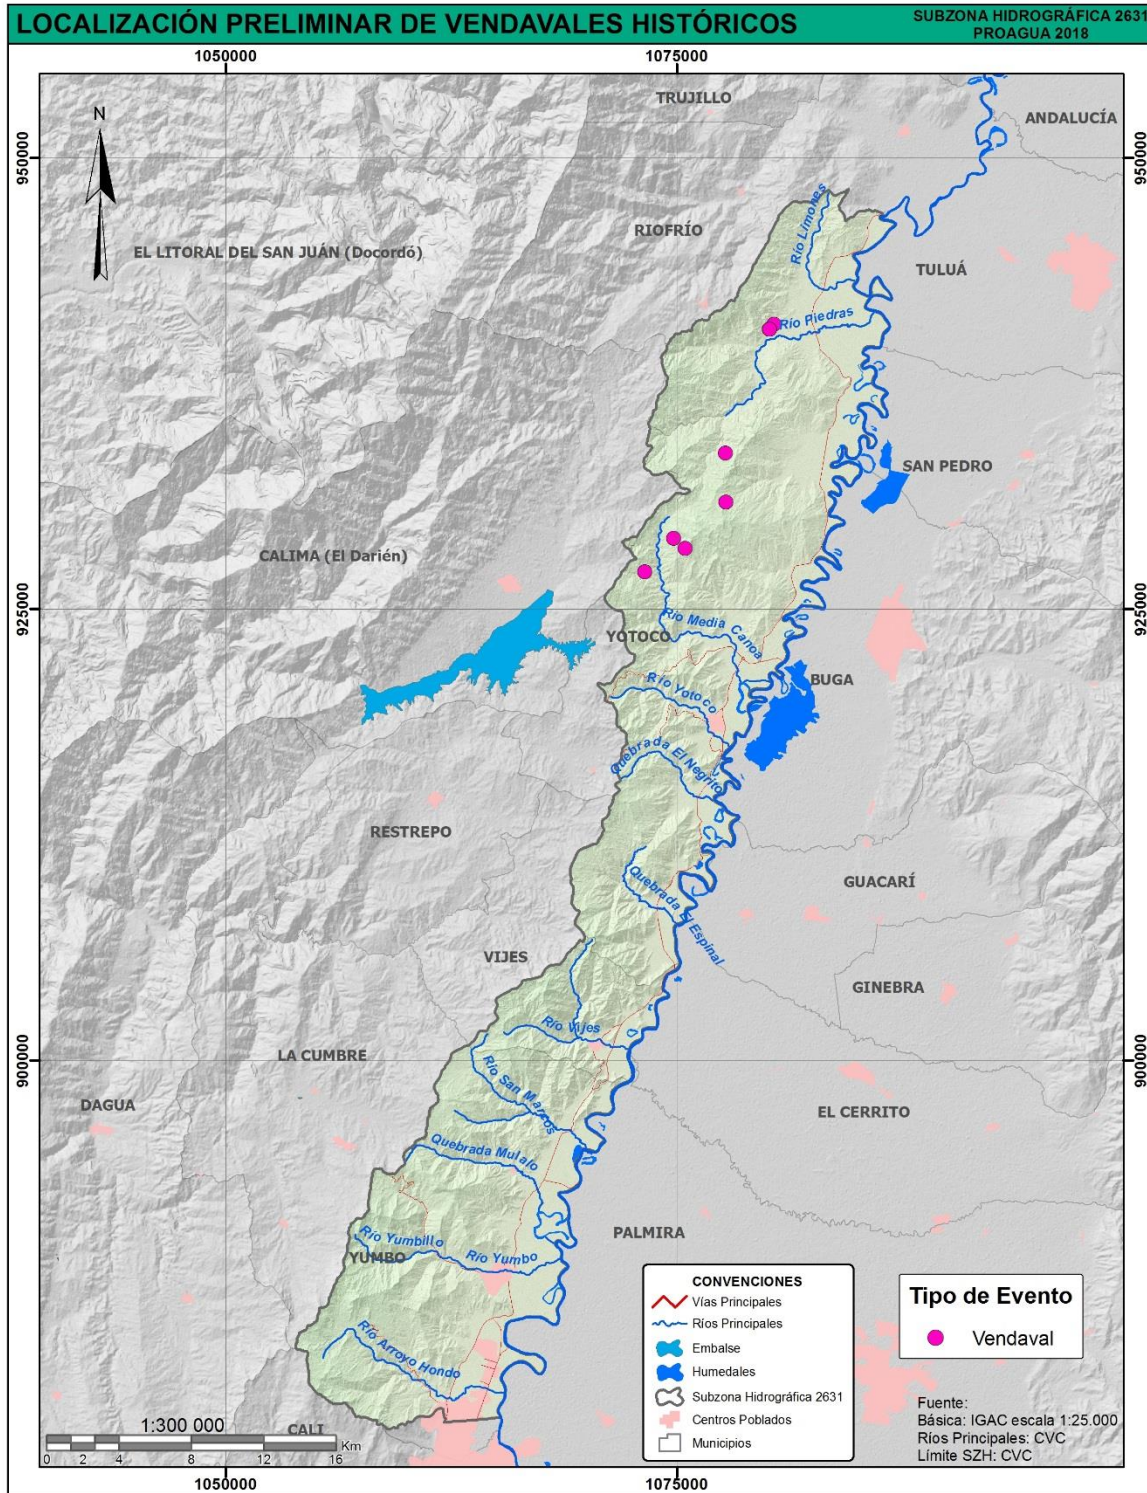 LOCALIZACIÓN PRELIMINAR DE VENDAVALES HISTÓRICOS
SUBZONA HIDROGRÁFICA 2631
PROAGUA 2018
1050000
1075000
N
TRUJILLO
ANDALUCÍA
950000
950000
RIOFRÍO
Río Limones
EL LITORAL DEL SAN JUÁN (Docordó)
TULUÁ
Río Piedras
SAN PEDRO
CALIMA (El Darién)
925000
925000
Río Media Canoa
YOTOCO
BUGA
Río Yotoco
Quebrada El Negrito
RESTREPO
GUACARÍ
Quebrada El Espinal
VIJES
GINEBRA
Río Vijes
LA CUMBRE
900000
900000
Río San Marcos
DAGUA
EL CERRITO
Quebrada Mulalo
PALMIRA
Río Yumbillo
Río Yumbo
YUMBO
Río Arroyo Hondo
CALI
CONVENCIONES
Vías Principales
Ríos Principales
Embalse
Humedales
Subzona Hidrográfica 2631
Centros Poblados
Municipios
Tipo de Evento
Vendaval
Fuente:
Básica: IGAC escala 1:25.000
Ríos Principales: CVC
Límite SZH: CVC
1:300 000
0 2 4 8 12 16 Km
1050000
1075000